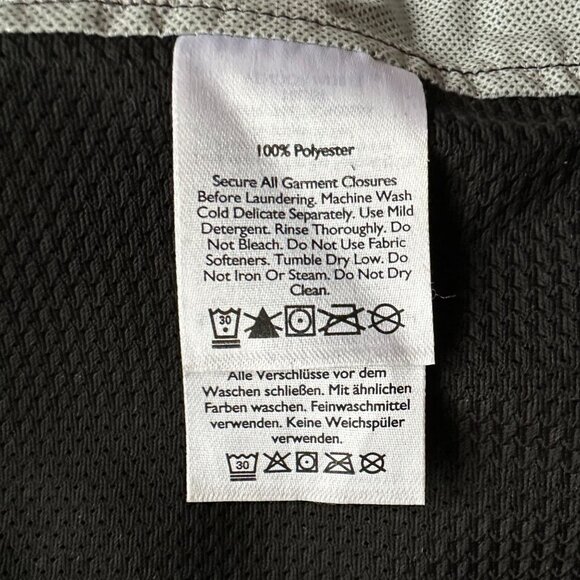 100% Polyester
Secure All Garment Closures
Before Laundering. Machine Wash
Cold Delicate Separately. Use Mild
Detergent. Rinse Thoroughly. Do
Not Bleach. Do Not Use Fabric
Softeners. Tumble Dry Low. Do
Not Iron Or Steam. Do Not Dry
Clean.
30
Alle Verschlüsse vor dem
Waschen schließen. Mit ähnlichen
Farben waschen. Feinwaschmittel
verwenden. Keine Weichspüler
verwenden.
30